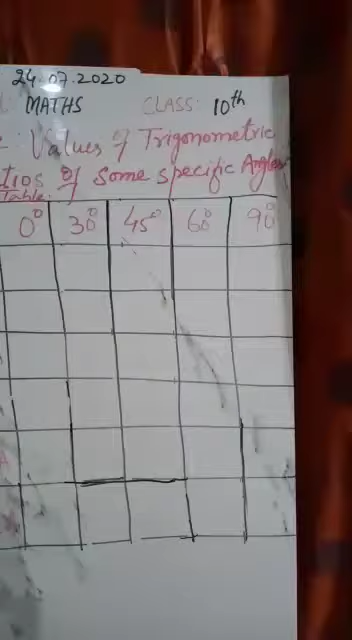 24.07.2020
MATHS CLASS: 10th
Values of Trigonometric
of Some specific Angles
Table
0° 30° 45° 60° 90°